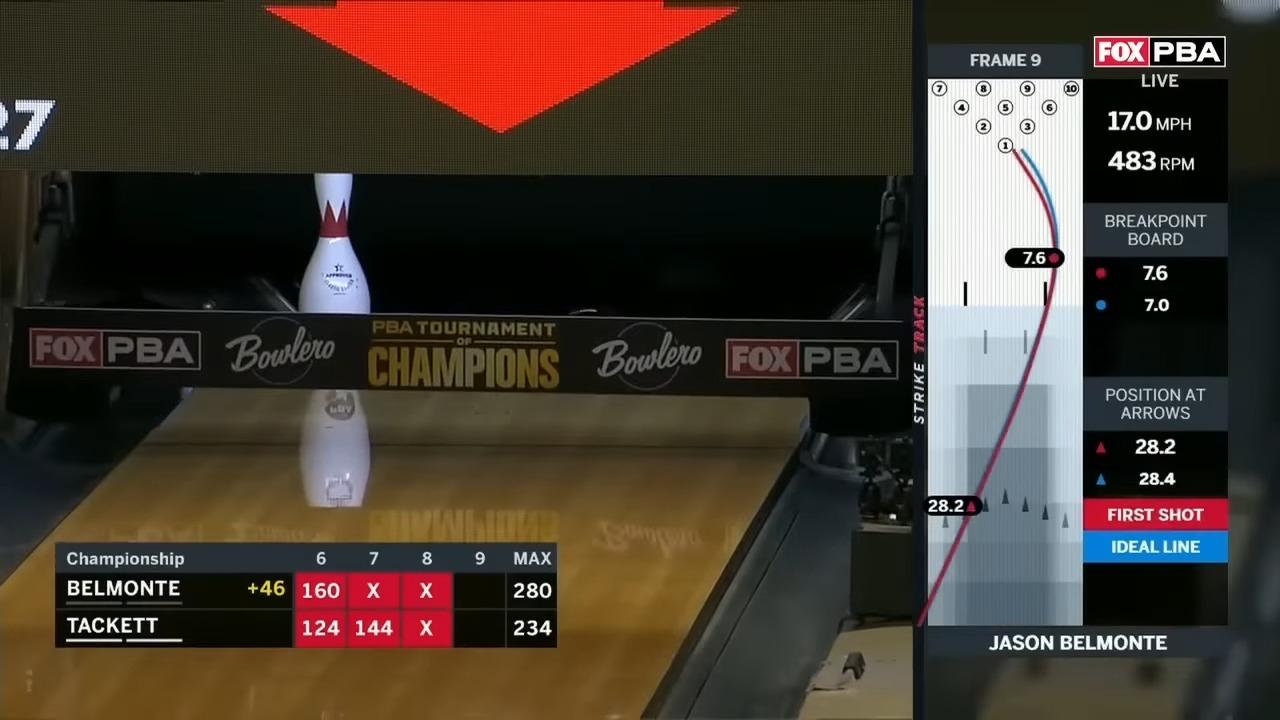 27
APPROVED
FOX PBA
Bowlero
PBA TOURNAMENT
OF
CHAMPIONS
Bowlero
FOX PBA
Championship 6 7 8 9 MAX
BELMONTE +46 160 X X 280
TACKETT 124 144 X 234
STRIKE TRACK
FRAME 9
7 8 9 10
4 5 6
2 3
1
7.6
28.2
FOX PBA
LIVE
17.0 MPH
483 RPM
BREAKPOINT
BOARD
7.6
7.0
POSITION AT
ARROWS
28.2
28.4
FIRST SHOT
IDEAL LINE
JASON BELMONTE